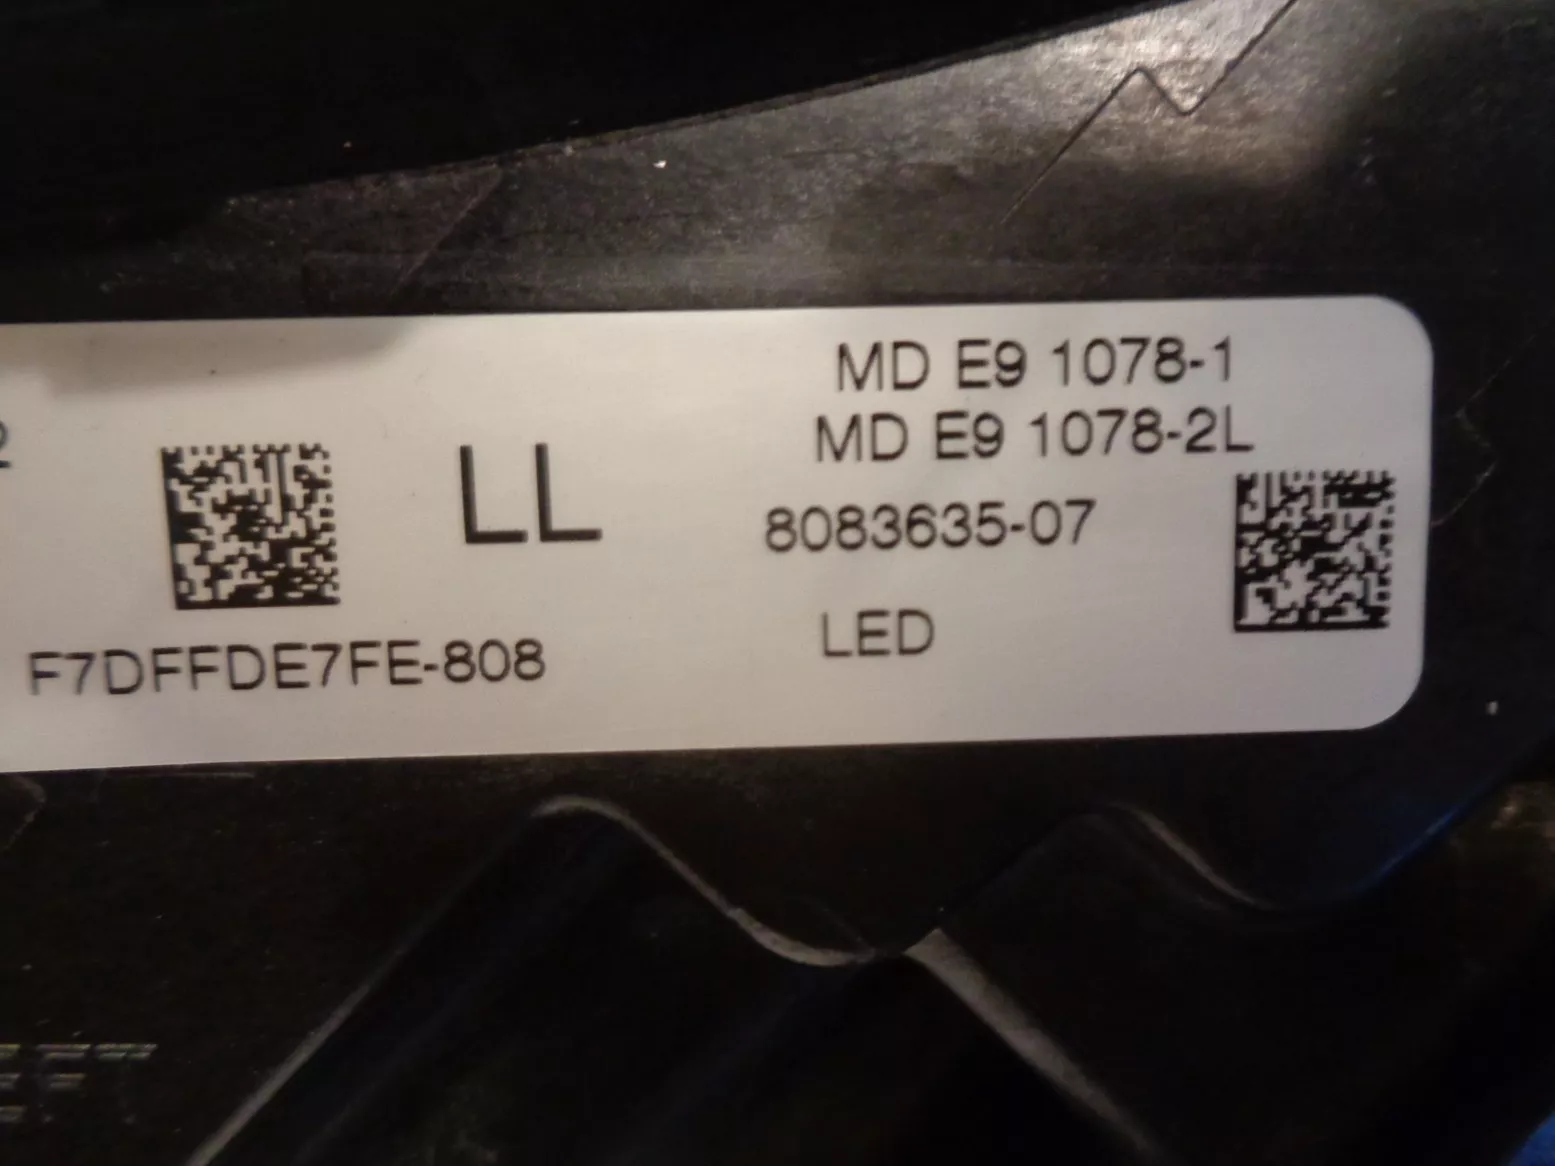 MD E9 1078-1
MD E9 1078-2L
LL
8083635-07
LED
F7DFFDE7FE-808